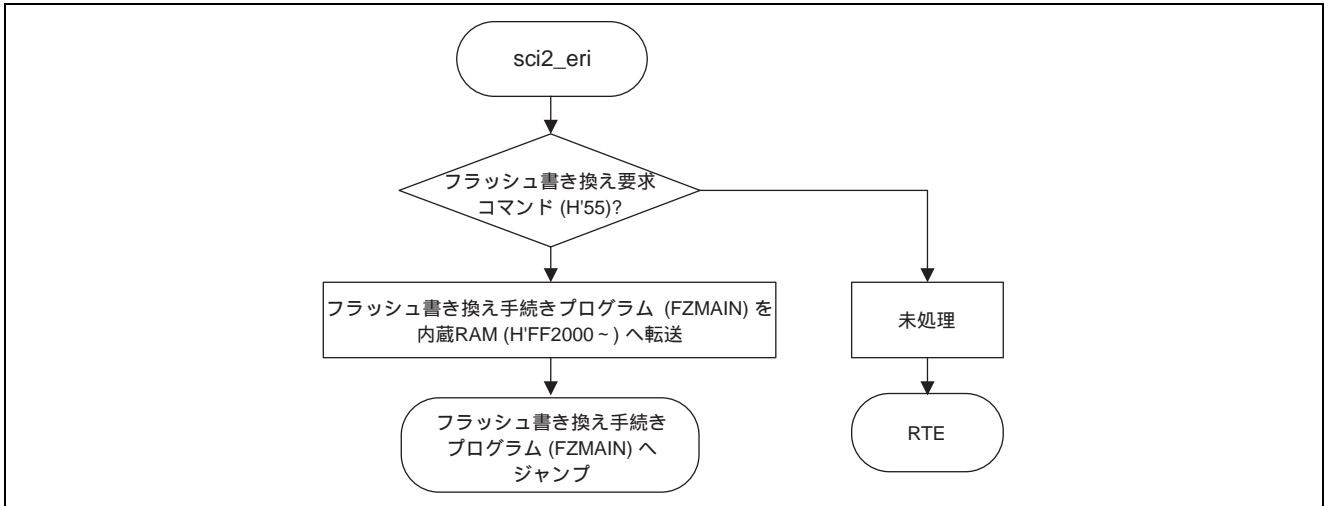 sci2_eri
フラッシュ書き換え要求
コマンド (H'55)?
フラッシュ書き換え手続きプログラム (FZMAIN) を
内蔵RAM (H'FF2000～) へ転送
未処理
フラッシュ書き換え手続き
プログラム (FZMAIN) へ
ジャンプ
RTE